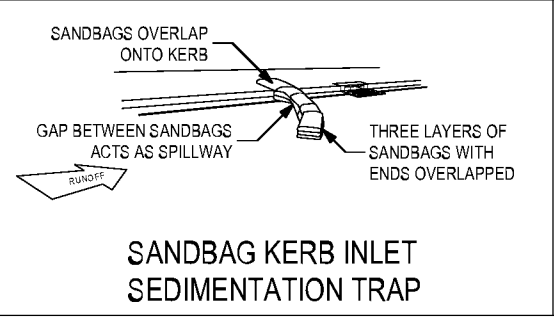 SANDBAGS OVERLAP
ONTO KERB
GAP BETWEEN SANDBAGS
ACTS AS SPILLWAY
THREE LAYERS OF
SANDBAGS WITH
ENDS OVERLAPPED
RUNOFF
SANDBAG KERB INLET
SEDIMENTATION TRAP